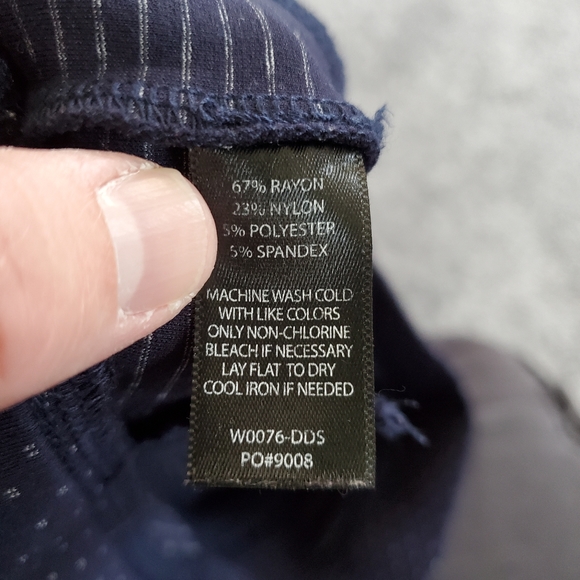 67% RAYON
23% NYLON
5% POLYESTER
5% SPANDEX
MACHINE WASH COLD
WITH LIKE COLORS
ONLY NON-CHLORINE
BLEACH IF NECESSARY
LAY FLAT TO DRY
COOL IRON IF NEEDED
W0076-DDS
PO#9008